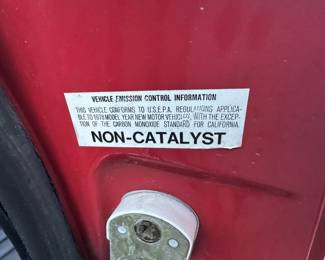 VEHICLE EMISSION CONTROL INFORMATION
THIS VEHICLE CONFORMS TO U.S.E.P.A. REGULATIONS APPLICA-
BLE TO 1978 MODEL YEAR NEW MOTOR VEHICLES, WITH THE EXCEP-
TION OF THE CARBON MONOXIDE STANDARD FOR CALIFORNIA.
NON-CATALYST